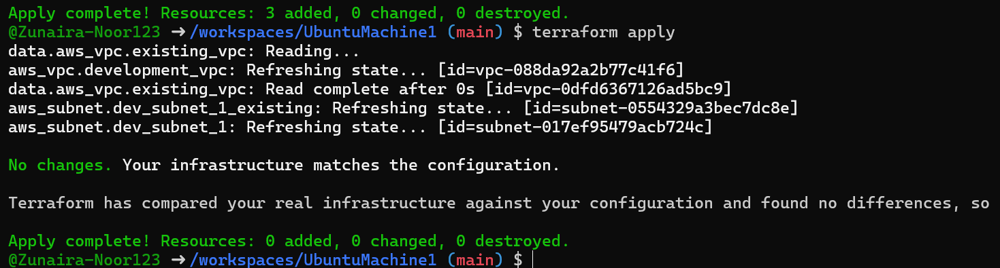 Apply complete! Resources: 3 added, 0 changed, 0 destroyed.
@Zunaira-Noor123 ➜ /workspaces/UbuntuMachine1 (main) $ terraform apply
data.aws_vpc.existing_vpc: Reading...
aws_vpc.development_vpc: Refreshing state... [id=vpc-088da92a2b77c41f6]
data.aws_vpc.existing_vpc: Read complete after 0s [id=vpc-0dfd6367126ad5bc9]
aws_subnet.dev_subnet_1_existing: Refreshing state... [id=subnet-0554329a3bec7dc8e]
aws_subnet.dev_subnet_1: Refreshing state... [id=subnet-017ef95479acb724c]
No changes. Your infrastructure matches the configuration.
Terraform has compared your real infrastructure against your configuration and found no differences, so
Apply complete! Resources: 0 added, 0 changed, 0 destroyed.
@Zunaira-Noor123 ➜ /workspaces/UbuntuMachine1 (main) $